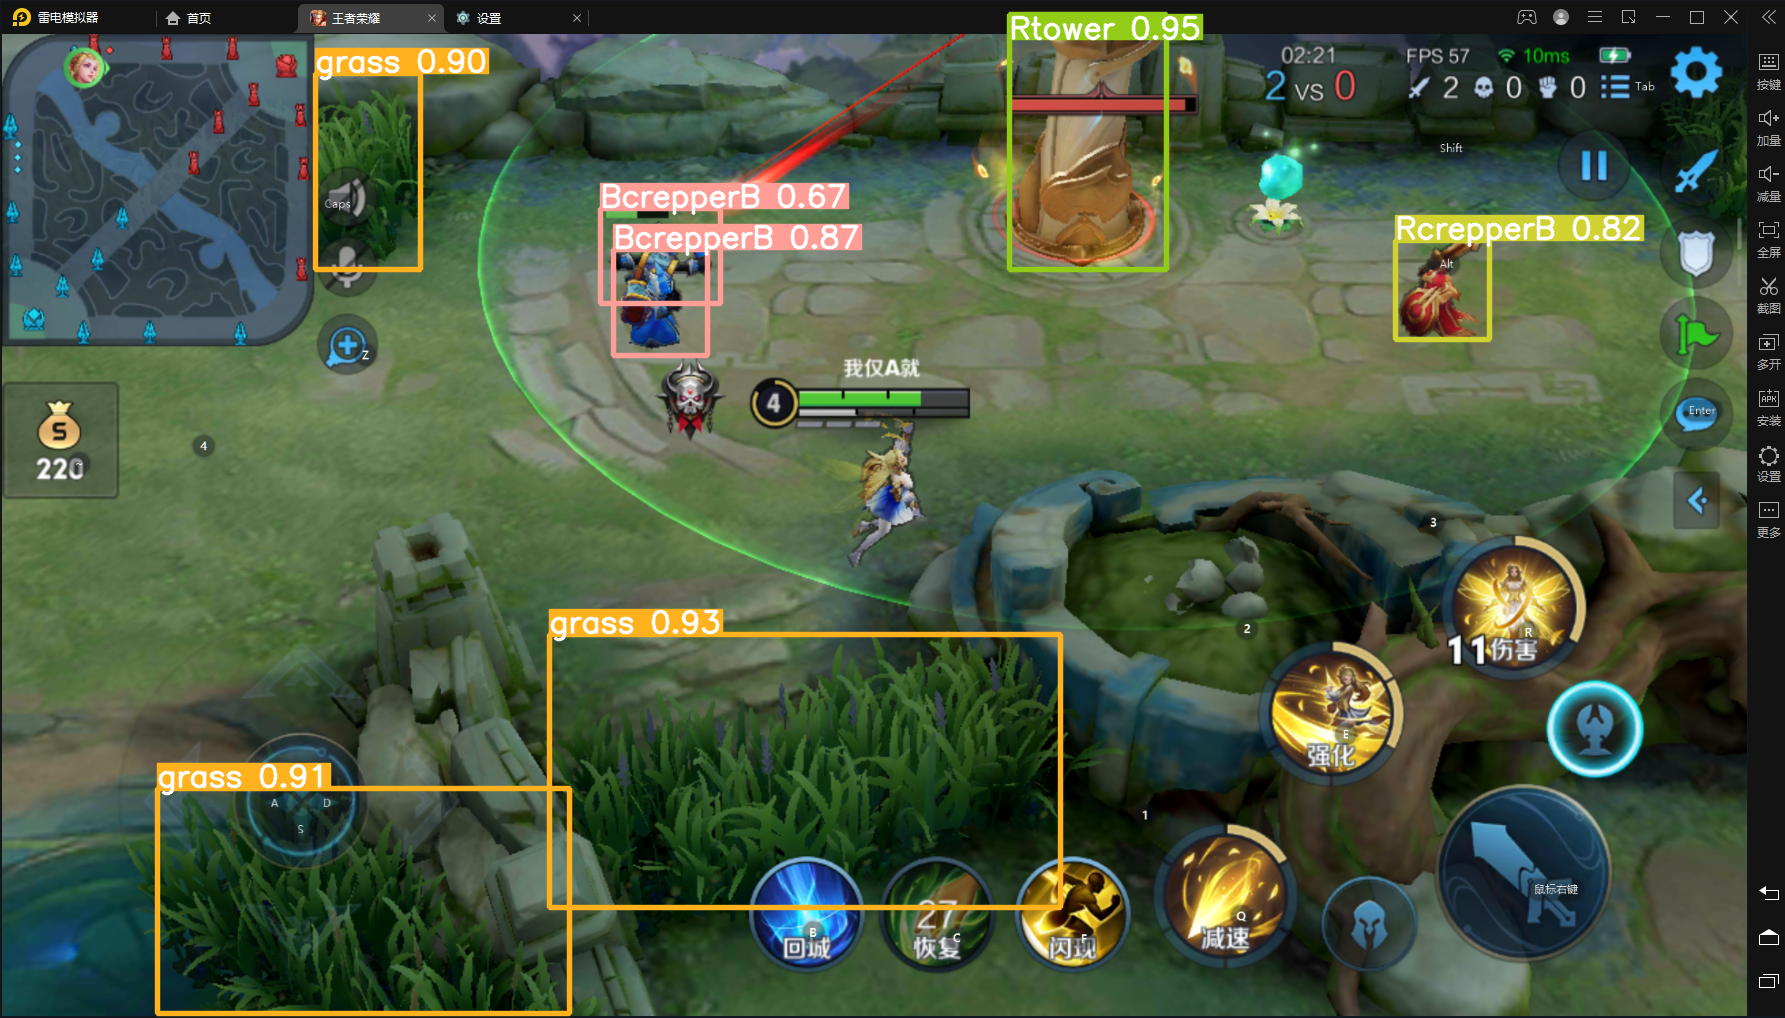 雷电模拟器
首页
王者荣耀
设置
Rtower 0.95
grass 0.90
02:21
FPS 57
10ms
2 VS 0
2
0
0
Tab
按键
加量
减量
全屏
截图
多开
APK
安装
设置
更多
Shift
Caps
BcrepperB 0.67
BcrepperB 0.87
RcrepperB 0.82
Alt
Z
我仅A就
4
Enter
S
220
~
4
3
2
1
grass 0.93
R
11伤害
E
强化
grass 0.91
A
D
S
B
回城
27
C
恢复
F
闪现
Q
减速
鼠标右键